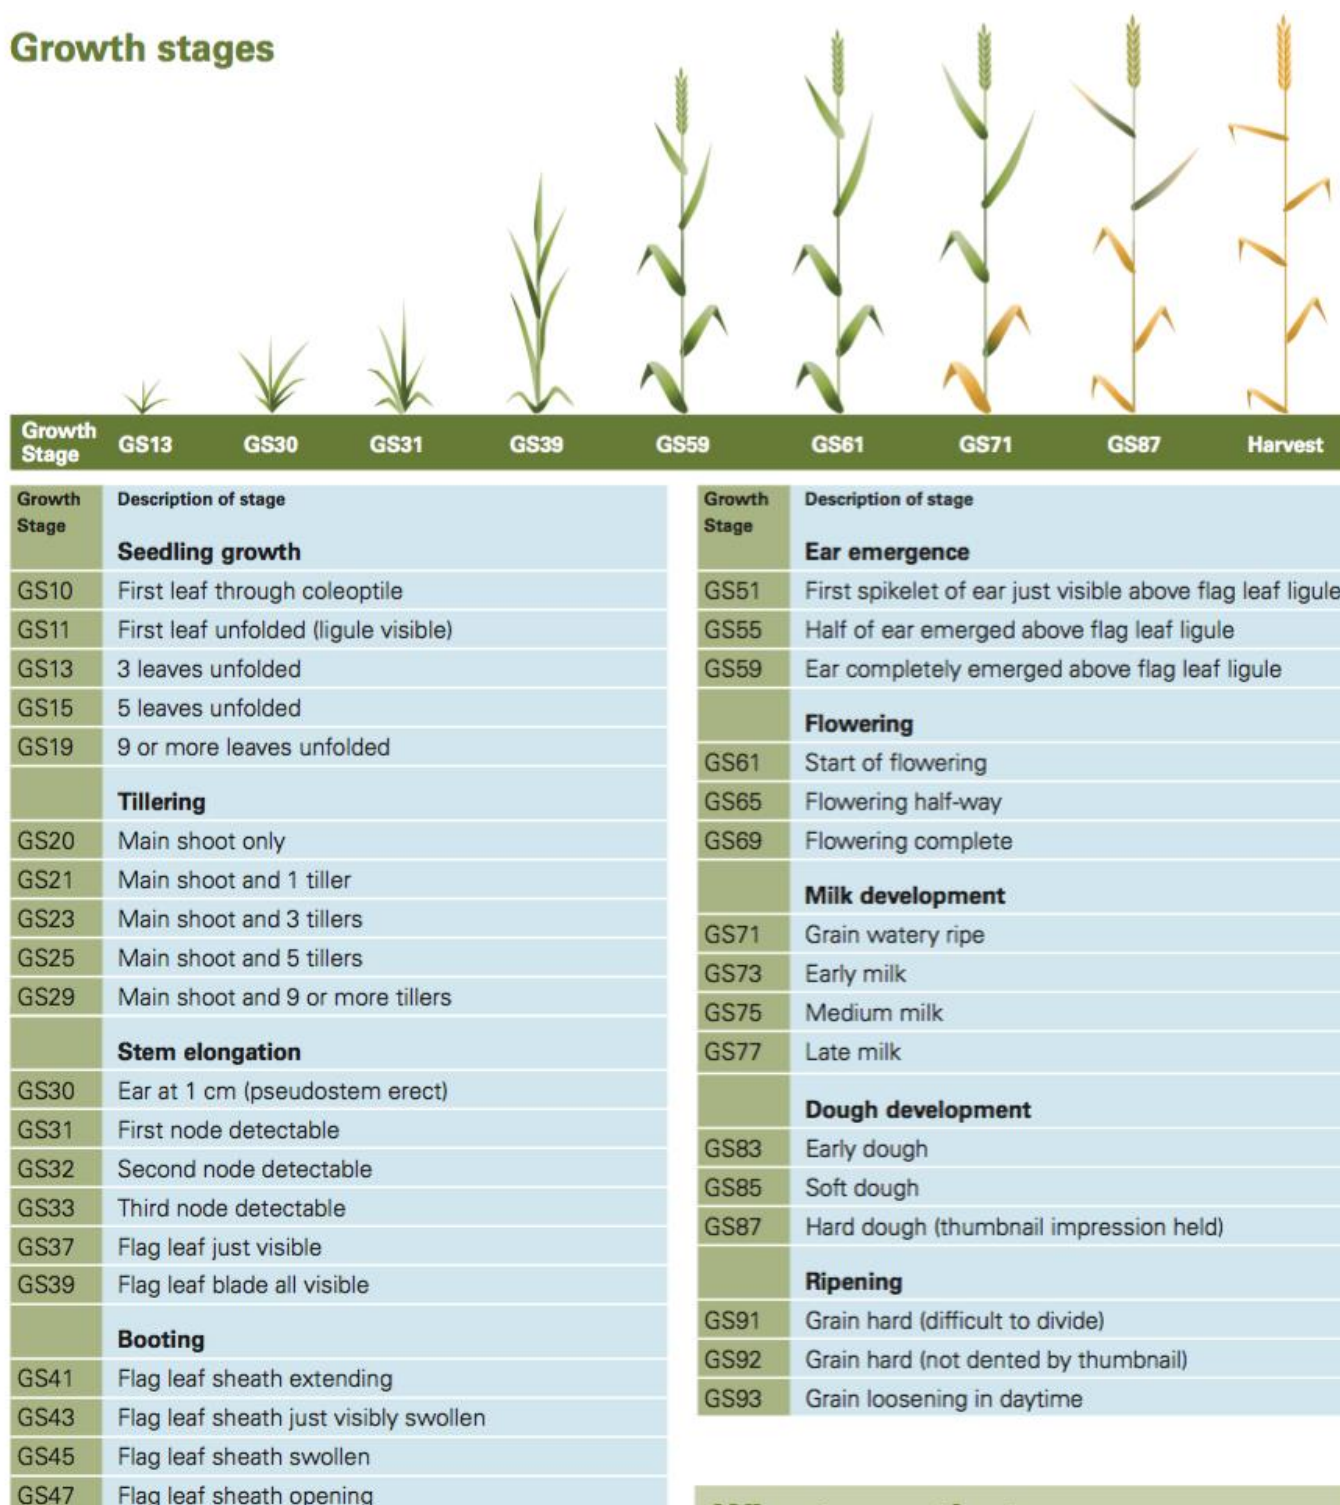 Growth stages
Growth Stage GS13 GS30 GS31 GS39 GS59 GS61 GS71 GS87 Harvest
Growth Stage Description of stage
Seedling growth
GS10 First leaf through coleoptile
GS11 First leaf unfolded (ligule visible)
GS13 3 leaves unfolded
GS15 5 leaves unfolded
GS19 9 or more leaves unfolded
Tillering
GS20 Main shoot only
GS21 Main shoot and 1 tiller
GS23 Main shoot and 3 tillers
GS25 Main shoot and 5 tillers
GS29 Main shoot and 9 or more tillers
Stem elongation
GS30 Ear at 1 cm (pseudostem erect)
GS31 First node detectable
GS32 Second node detectable
GS33 Third node detectable
GS37 Flag leaf just visible
GS39 Flag leaf blade all visible
Booting
GS41 Flag leaf sheath extending
GS43 Flag leaf sheath just visibly swollen
GS45 Flag leaf sheath swollen
GS47 Flag leaf sheath opening
Growth Stage Description of stage
Ear emergence
GS51 First spikelet of ear just visible above flag leaf ligule
GS55 Half of ear emerged above flag leaf ligule
GS59 Ear completely emerged above flag leaf ligule
Flowering
GS61 Start of flowering
GS65 Flowering half-way
GS69 Flowering complete
Milk development
GS71 Grain watery ripe
GS73 Early milk
GS75 Medium milk
GS77 Late milk
Dough development
GS83 Early dough
GS85 Soft dough
GS87 Hard dough (thumbnail impression held)
Ripening
GS91 Grain hard (difficult to divide)
GS92 Grain hard (not dented by thumbnail)
GS93 Grain loosening in daytime